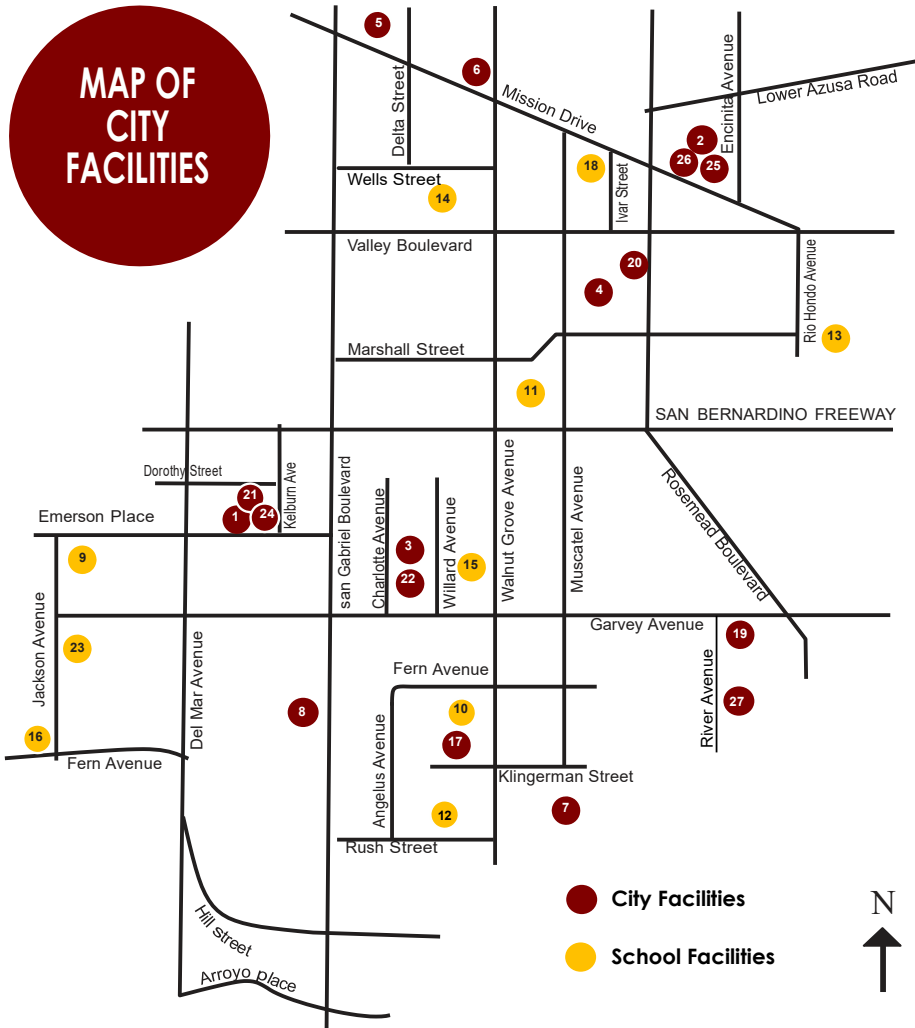 MAP OF
CITY
FACILITIES
5
6
Delta Street
Mission Drive
Encinita Avenue
Lower Azusa Road
2
26
25
18
Ivar Street
Wells Street
14
Valley Boulevard
20
4
Rio Hondo Avenue
13
Marshall Street
11
SAN BERNARDINO FREEWAY
Dorothy Street
Kelburn Ave
21
1
24
Emerson Place
9
san Gabriel Boulevard
Charlotte Avenue
3
22
Willard Avenue
15
Walnut Grove Avenue
Muscatel Avenue
Rosemead Boulevard
Garvey Avenue
19
River Avenue
27
Jackson Avenue
23
16
Fern Avenue
Del Mar Avenue
8
Fern Avenue
Angelus Avenue
10
17
Klingerman Street
12
7
Rush Street
Hill street
Arroyo place
City Facilities
School Facilities
N